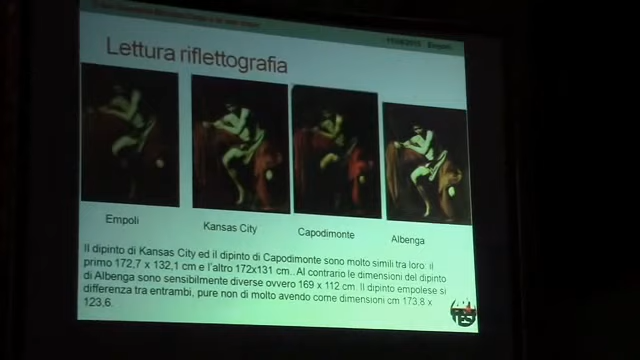 Lettura riflettografia
Empoli
Kansas City
Capodimonte
Albenga
Il dipinto di Kansas City ed il dipinto di Capodimonte sono molto simili tra loro: il
primo 172,7 x 132,1 cm e l'altro 172x131 cm...Al contrario le dimensioni del dipinto
di Albenga sono sensibilmente diverse ovvero 169 x 112 cm. Il dipinto empolese si
differenza tra entrambi, pure non di molto avendo come dimensioni cm 173,8 x
123,6.